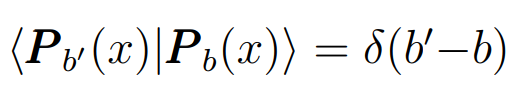 ⟨𝑷_{b′}(x)|𝑷_b(x)⟩ = δ(b′−b)